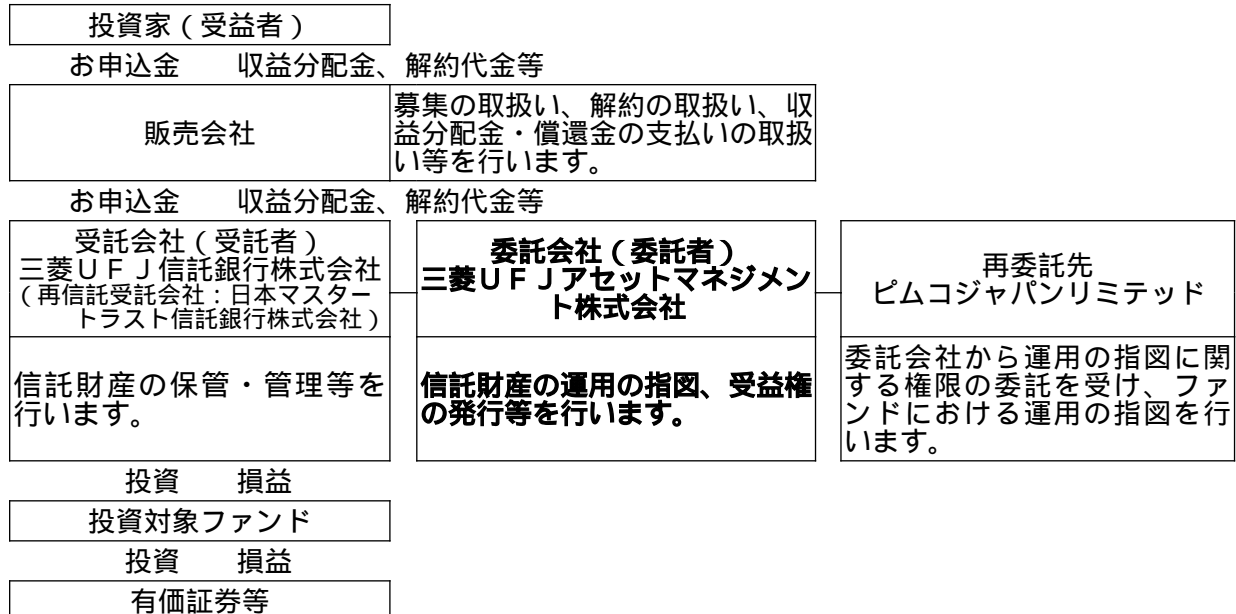 投資家（受益者）
お申込金　収益分配金、解約代金等
販売会社
募集の取扱い、解約の取扱い、収
益分配金・償還金の支払いの取扱
い等を行います。
お申込金　収益分配金、解約代金等
受託会社（受託者）
三菱ＵＦＪ信託銀行株式会社
（再信託受託会社：日本マスター
トラスト信託銀行株式会社）
委託会社（委託者）
三菱ＵＦＪアセットマネジメン
ト株式会社
再委託先
ピムコジャパンリミテッド
信託財産の保管・管理等を
行います。
信託財産の運用の指図、受益権
の発行等を行います。
委託会社から運用の指図に関
する権限の委託を受け、ファ
ンドにおける運用の指図を行
います。
投資　損益
投資対象ファンド
投資　損益
有価証券等